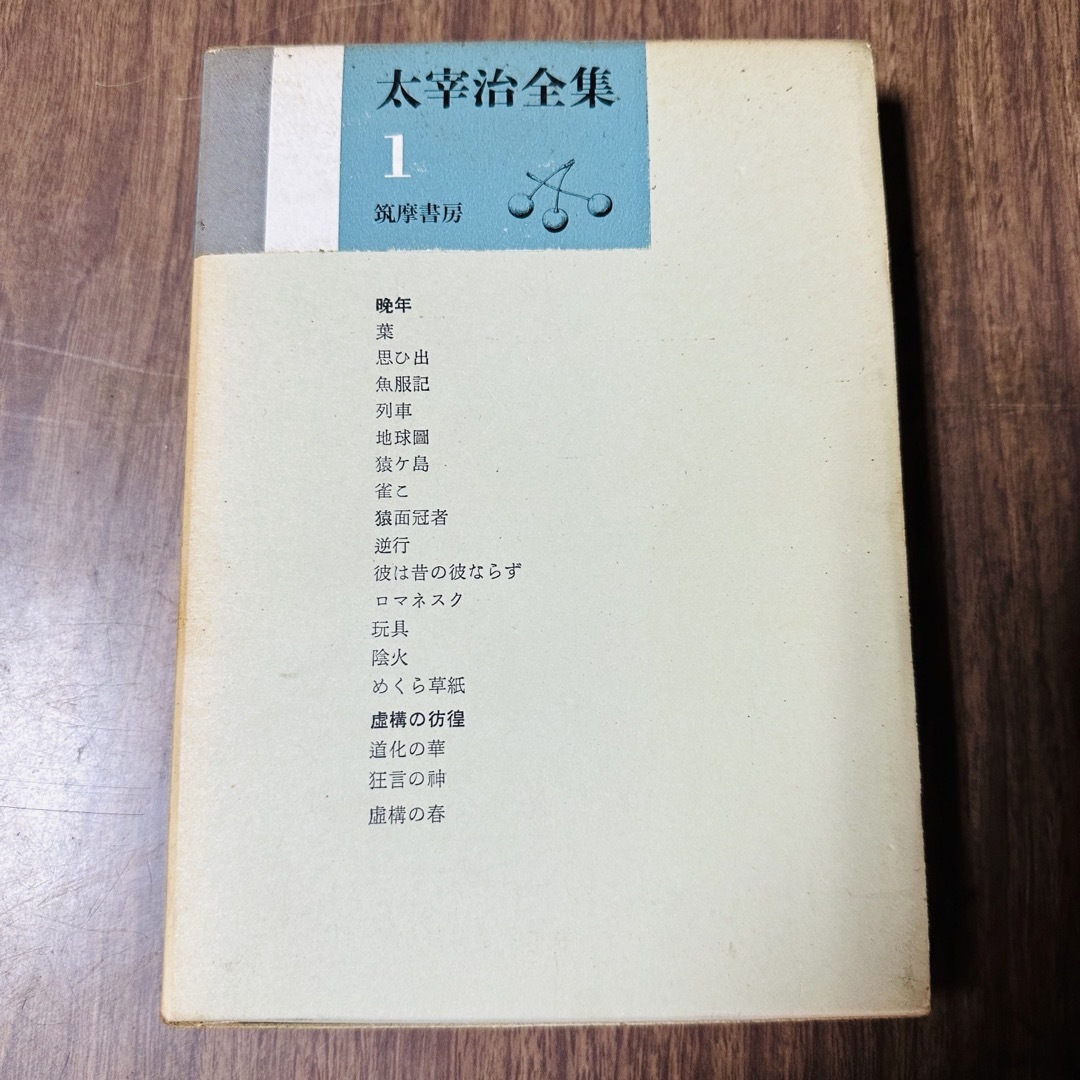 太宰治全集
1
筑摩書房
晩年
葉
思ひ出
魚服記
列車
地球圖
猿ケ島
雀こ
猿面冠者
逆行
彼は昔の彼ならず
ロマネスク
玩具
陰火
めくら草紙
虛構の彷徨
道化の華
狂言の神
虛構の春